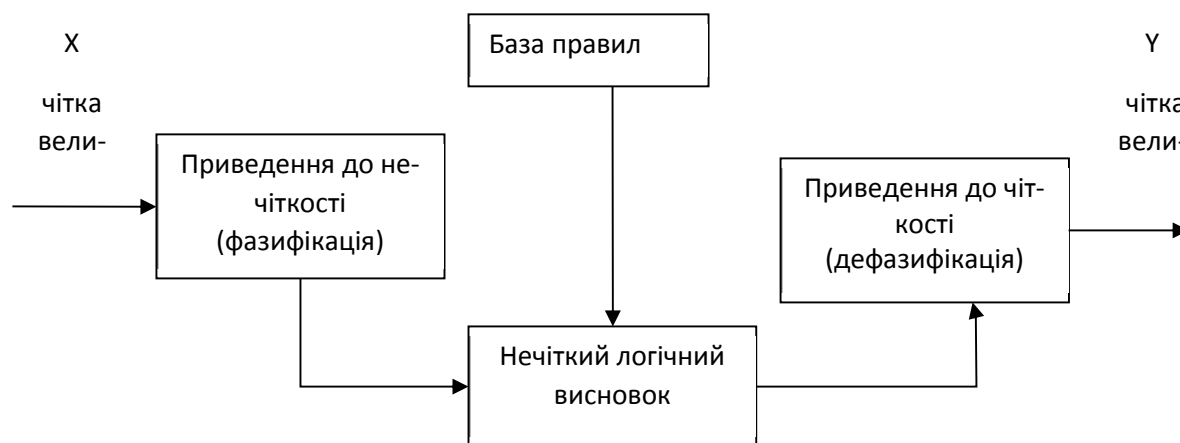 X
чітка
вели-
База правил
Y
чітка
вели-
Приведення до не-
чіткості
(фазифікація)
Приведення до чіт-
кості
(дефазифікація)
Нечіткий логічний
висновок